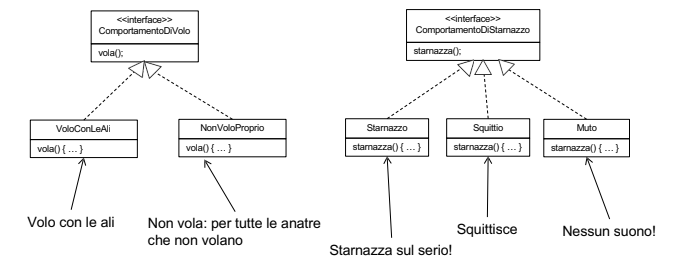 <<interface>>
ComportamentoDiVolo
vola();
<<interface>>
ComportamentoDiStarnazzo
starnazza();
VoloConLeAli
vola() { ... }
NonVoloProprio
vola() { ... }
Starnazzo
starnazza() { ... }
Squittio
starnazza() { ... }
Muto
starnazza() { ... }
Volo con le ali
Non vola: per tutte le anatre
che non volano
Starnazza sul serio!
Squittisce
Nessun suono!